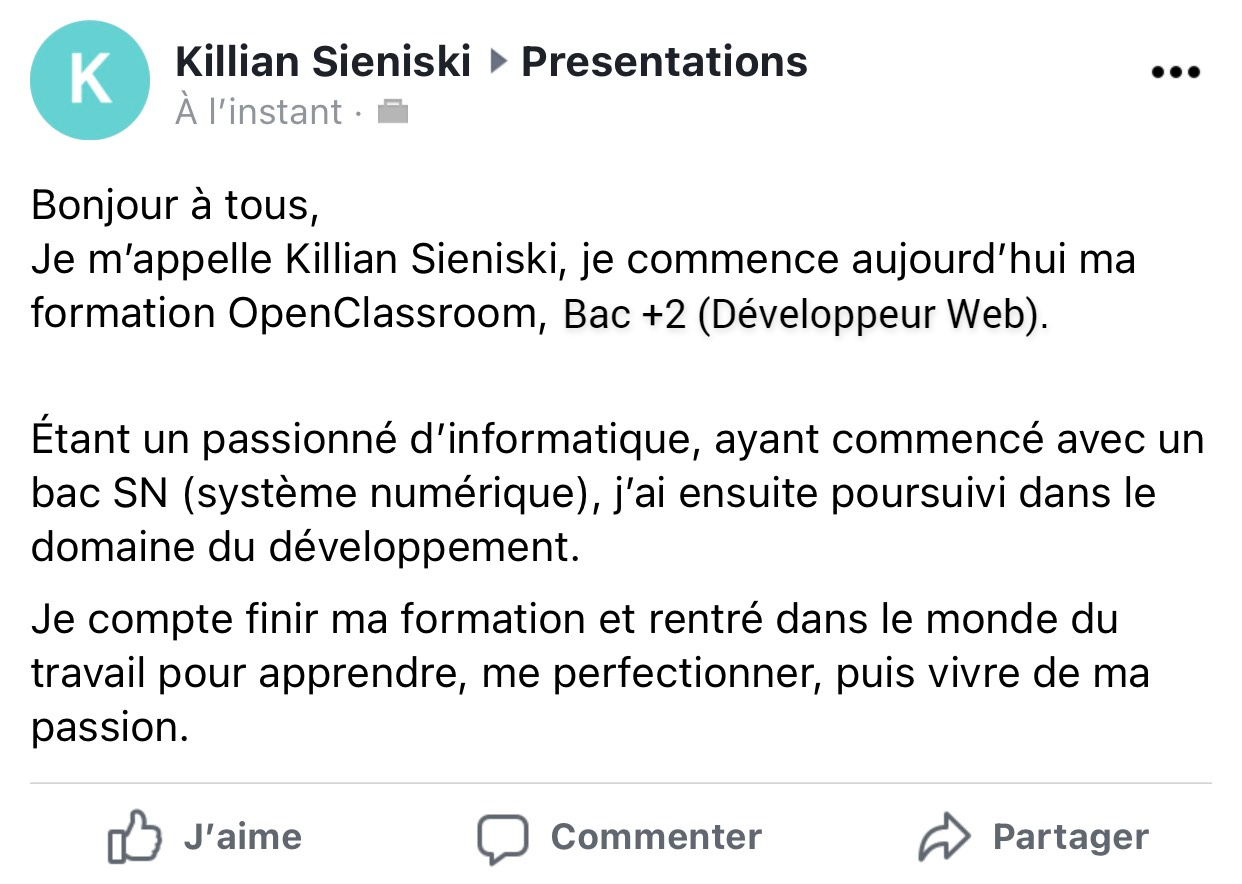 K
Killian Sieniski ▸ Presentations
À l’instant ·
Bonjour à tous,
Je m’appelle Killian Sieniski, je commence aujourd’hui ma
formation OpenClassroom, Bac +2 (Développeur Web).
Étant un passionné d’informatique, ayant commencé avec un
bac SN (système numérique), j’ai ensuite poursuivi dans le
domaine du développement.
Je compte finir ma formation et rentré dans le monde du
travail pour apprendre, me perfectionner, puis vivre de ma
passion.
J’aime Commenter Partager